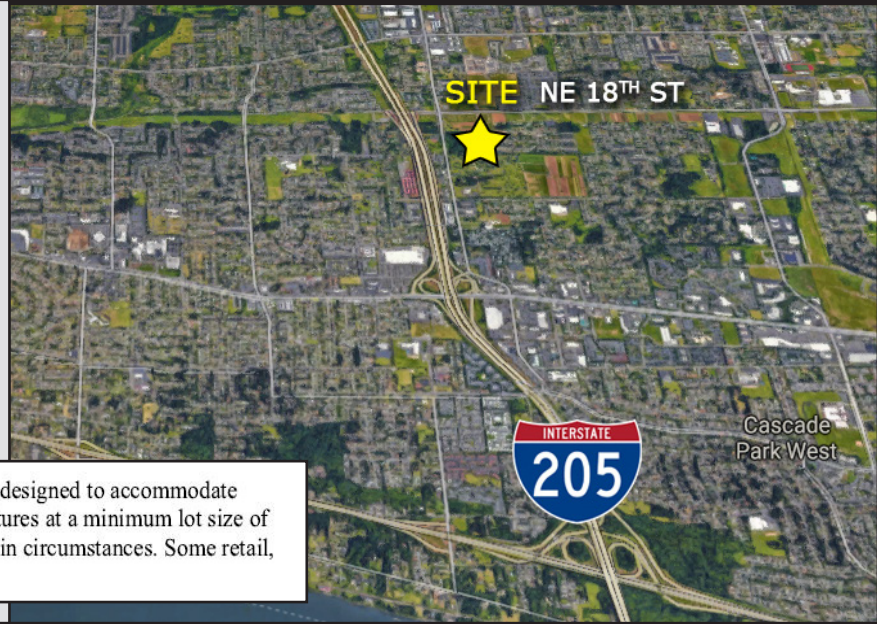 SITE NE 18TH ST
INTERSTATE
205
Cascade
Park West
designed to accommodate
tures at a minimum lot size of
in circumstances. Some retail,